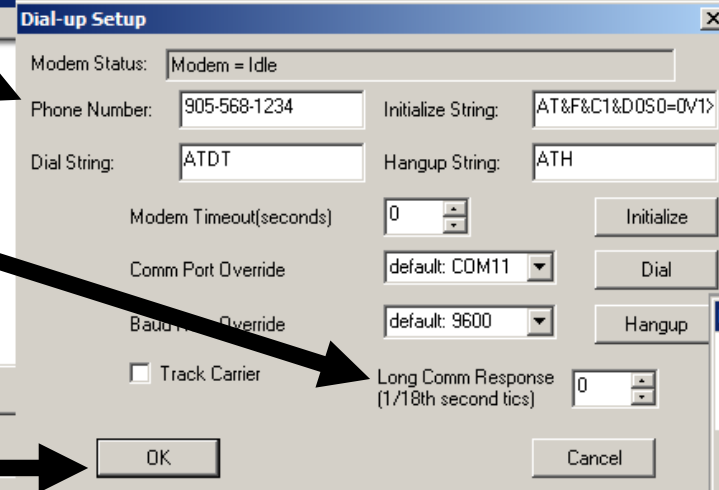 Dial-up Setup
Modem Status: Modem = Idle
Phone Number: 905-568-1234 Initialize String: AT&F&C1&D0S0=0V1
Dial String: ATDT Hangup String: ATH
Modem Timeout(seconds) 0 Initialize
Comm Port Override default: COM11 Dial
Baud Override default: 9600 Hangup
Track Carrier Long Comm Response 0
(1/18th second tics)
OK Cancel